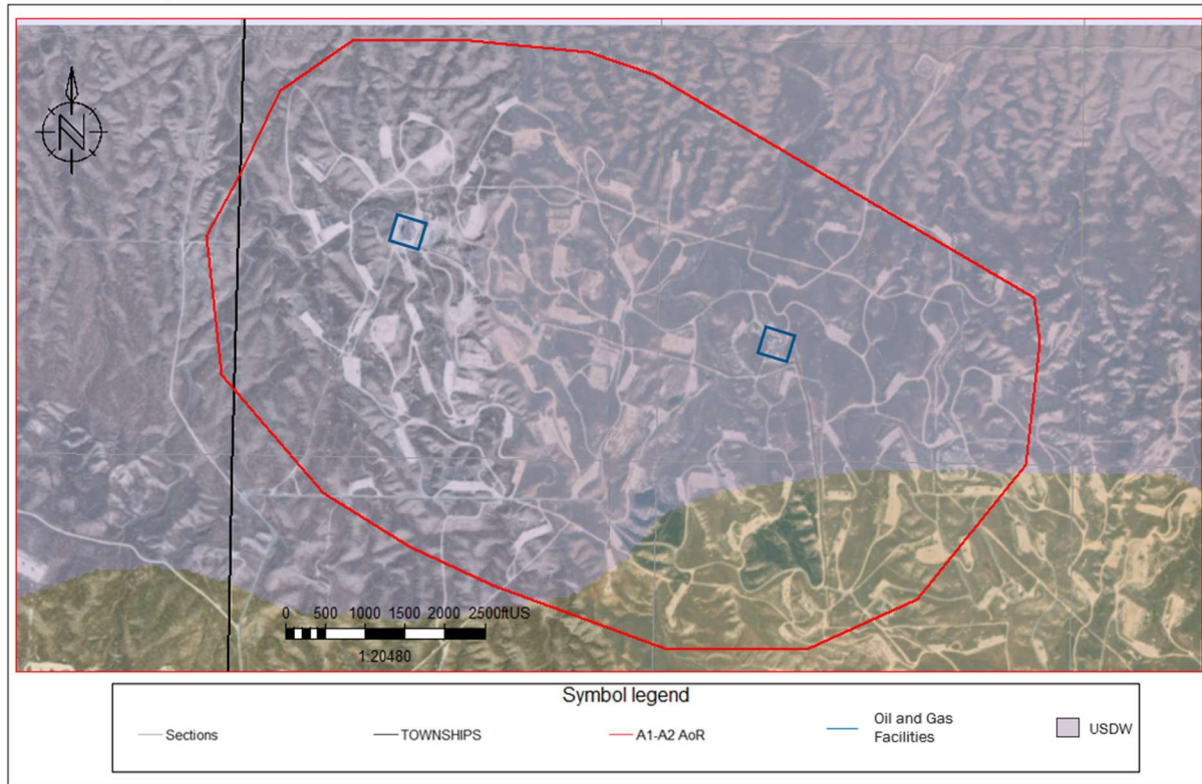 N
0 500 1000 1500 2000 2500ftUS
1:20480
Symbol legend
Sections
TOWNSHIPS
A1-A2 AoR
Oil and Gas
Facilities
USDW